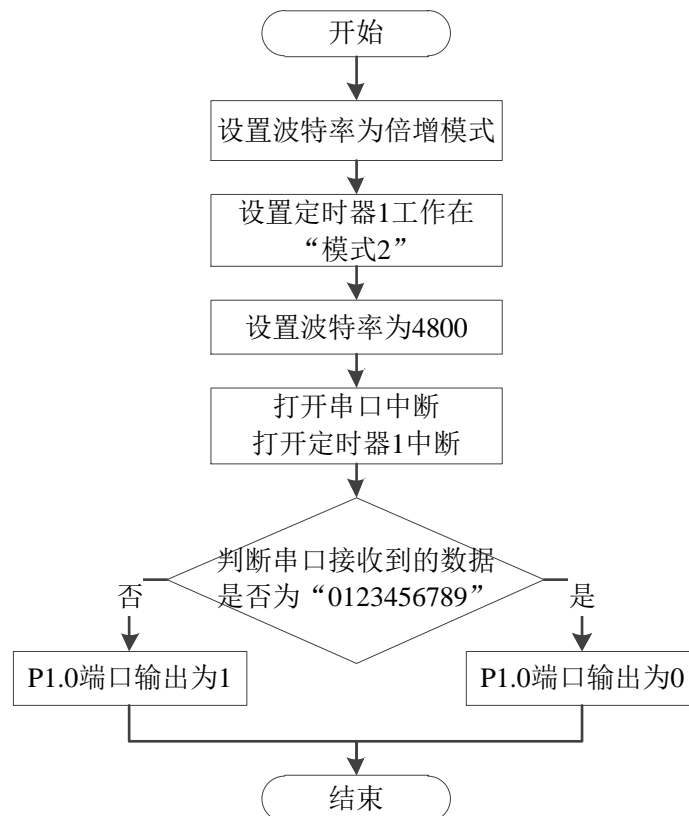 开始
设置波特率为倍增模式
设置定时器1工作在
“模式2”
设置波特率为4800
打开串口中断
打开定时器1中断
判断串口接收到的数据
是否为“0123456789”
否
是
P1.0端口输出为1
P1.0端口输出为0
结束